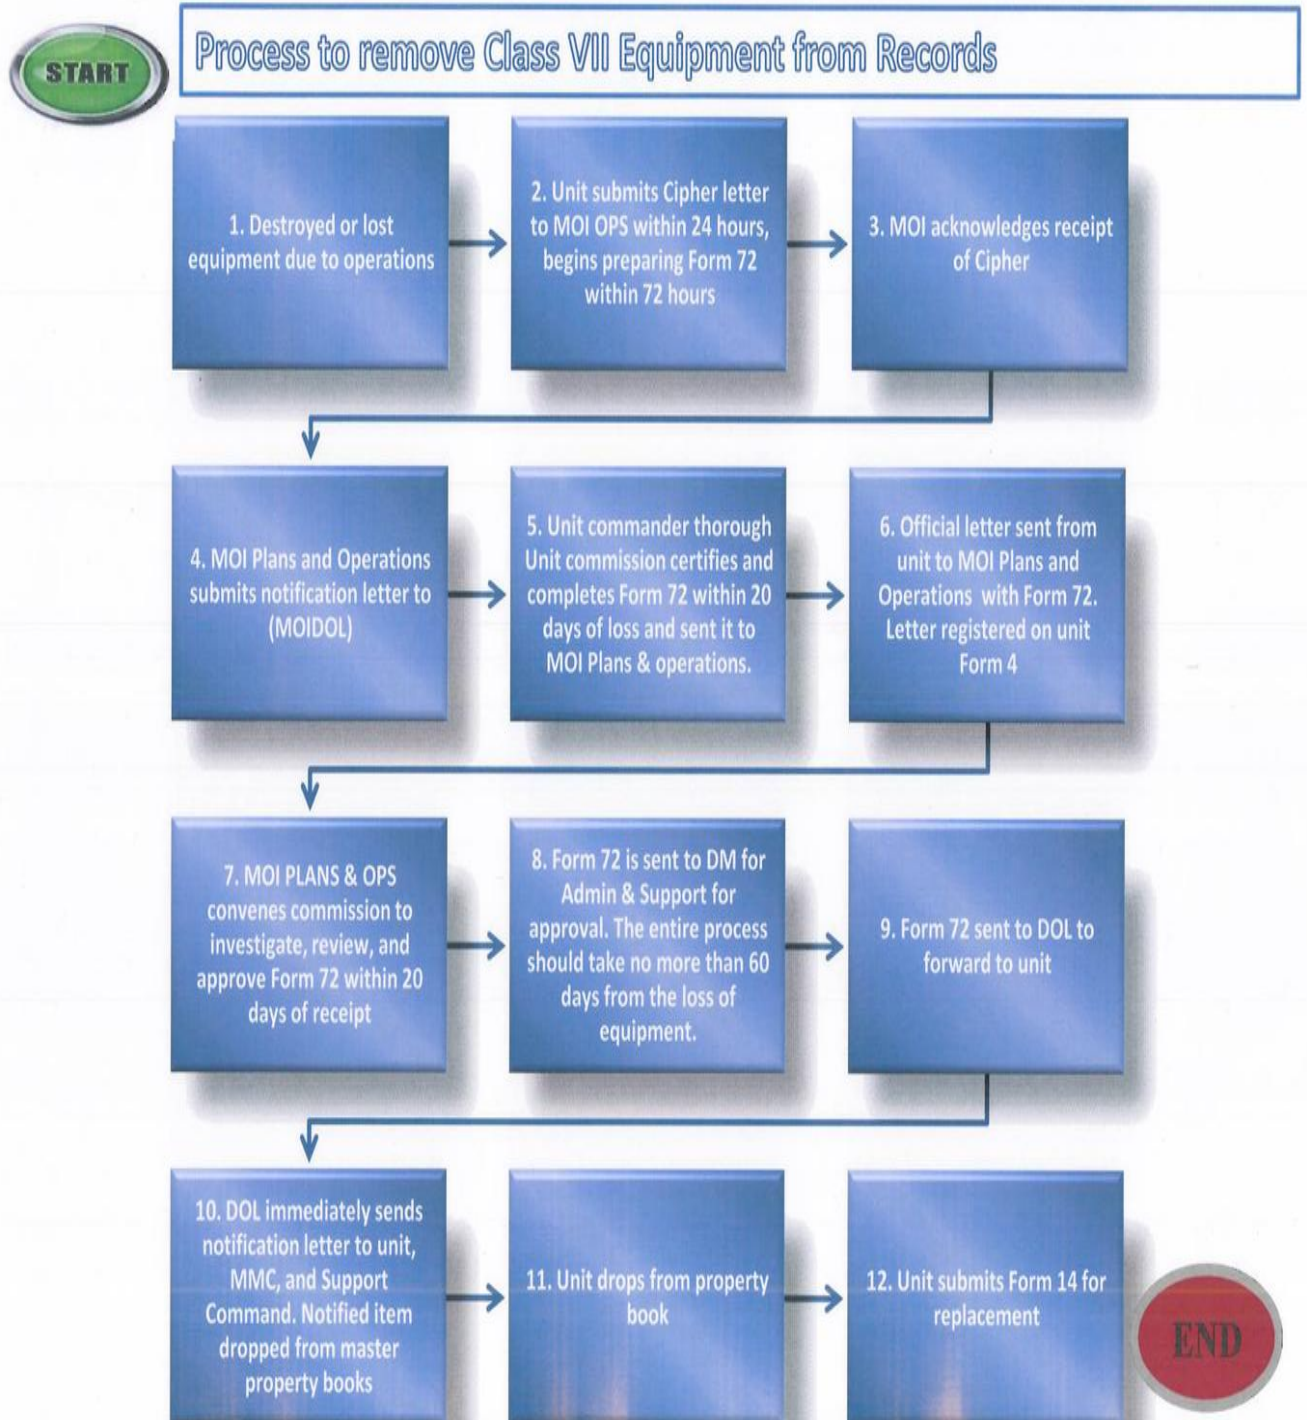 START
Process to remove Class VII Equipment from Records
1. Destroyed or lost
equipment due to operations
2. Unit submits Cipher letter
to MOI OPS within 24 hours,
begins preparing Form 72
within 72 hours
3. MOI acknowledges receipt
of Cipher
4. MOI Plans and Operations
submits notification letter to
(MOIDOL)
5. Unit commander thorough
Unit commission certifies and
completes Form 72 within 20
days of loss and sent it to
MOI Plans & operations.
6. Official letter sent from
unit to MOI Plans and
Operations with Form 72.
Letter registered on unit
Form 4
7. MOI PLANS & OPS
convenes commission to
investigate, review, and
approve Form 72 within 20
days of receipt
8. Form 72 is sent to DM for
Admin & Support for
approval. The entire process
should take no more than 60
days from the loss of
equipment.
9. Form 72 sent to DOL to
forward to unit
10. DOL immediately sends
notification letter to unit,
MMC, and Support
Command. Notified item
dropped from master
property books
11. Unit drops from property
book
12. Unit submits Form 14 for
replacement
END